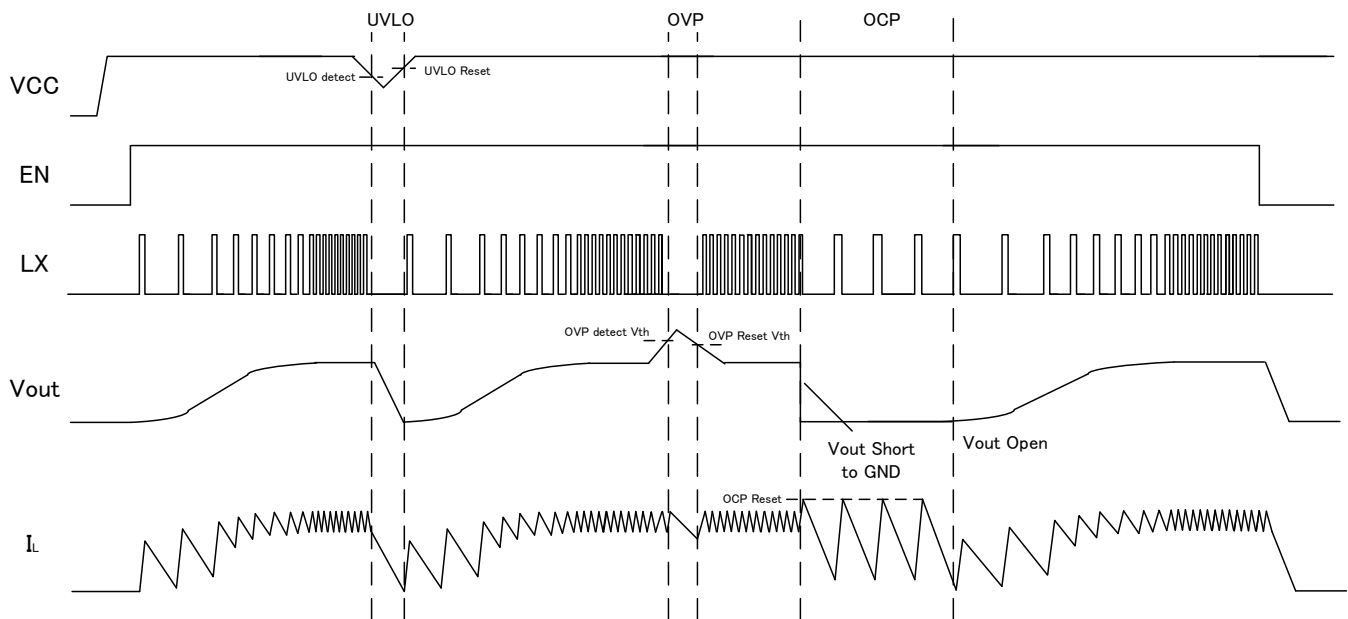 UVLO
OVP
OCP
VCC
UVLO detect
UVLO Reset
EN
LX
OVP detect Vth
OVP Reset Vth
Vout
Vout Short
to GND
Vout Open
OCP Reset
IL